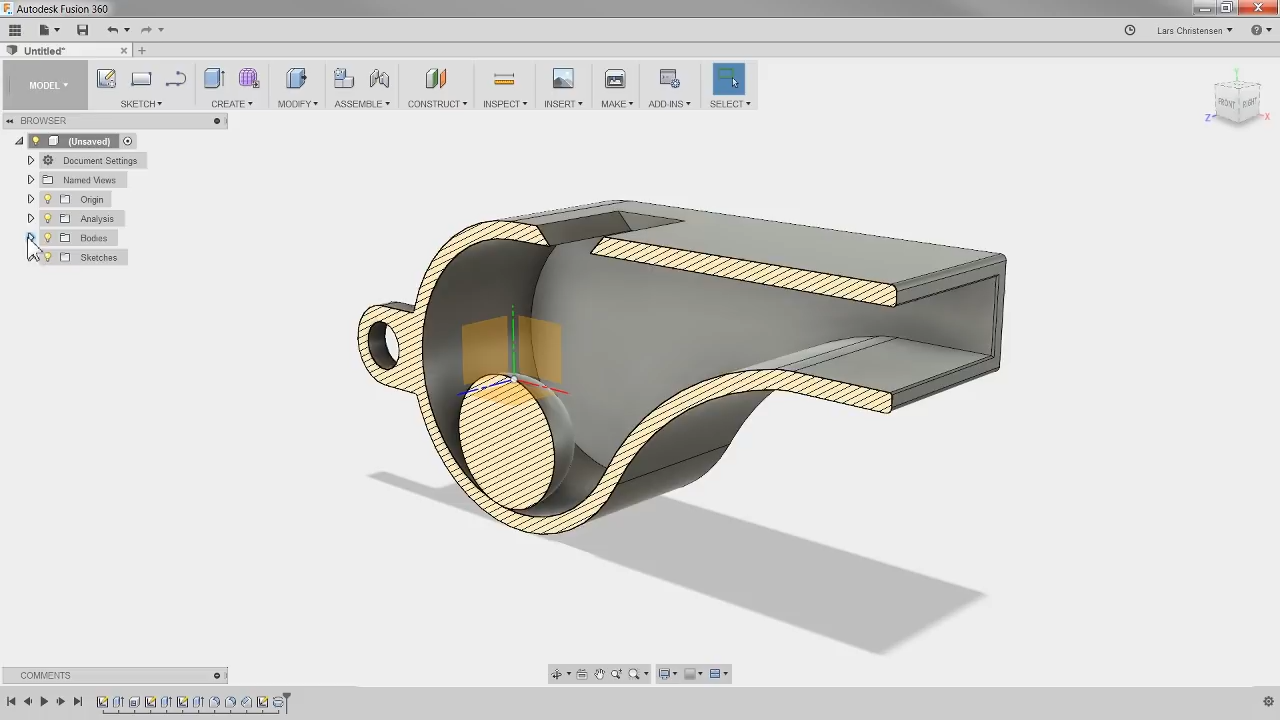 Autodesk Fusion 360
Lars Christensen
Untitled*
MODEL
SKETCH
CREATE
MODIFY
ASSEMBLE
CONSTRUCT
INSPECT
INSERT
MAKE
ADD-INS
SELECT
FRONT
RIGHT
Y
Z
X
BROWSER
(Unsaved)
Document Settings
Named Views
Origin
Analysis
Bodies
Sketches
COMMENTS